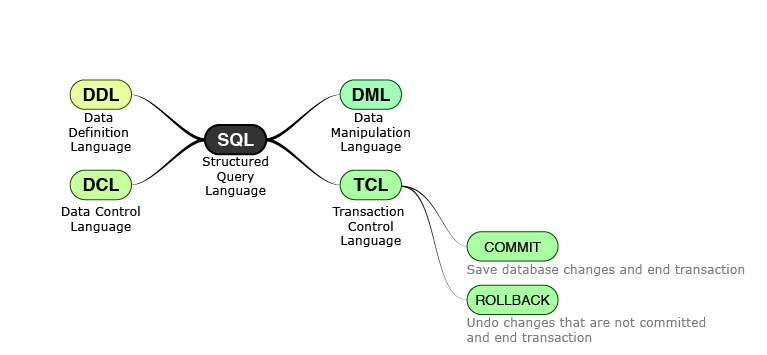 DDL
Data
Definition
Language
DCL
Data Control
Language
SQL
Structured
Query
Language
DML
Data
Manipulation
Language
TCL
Transaction
Control
Language
COMMIT
Save database changes and end transaction
ROLLBACK
Undo changes that are not committed
and end transaction